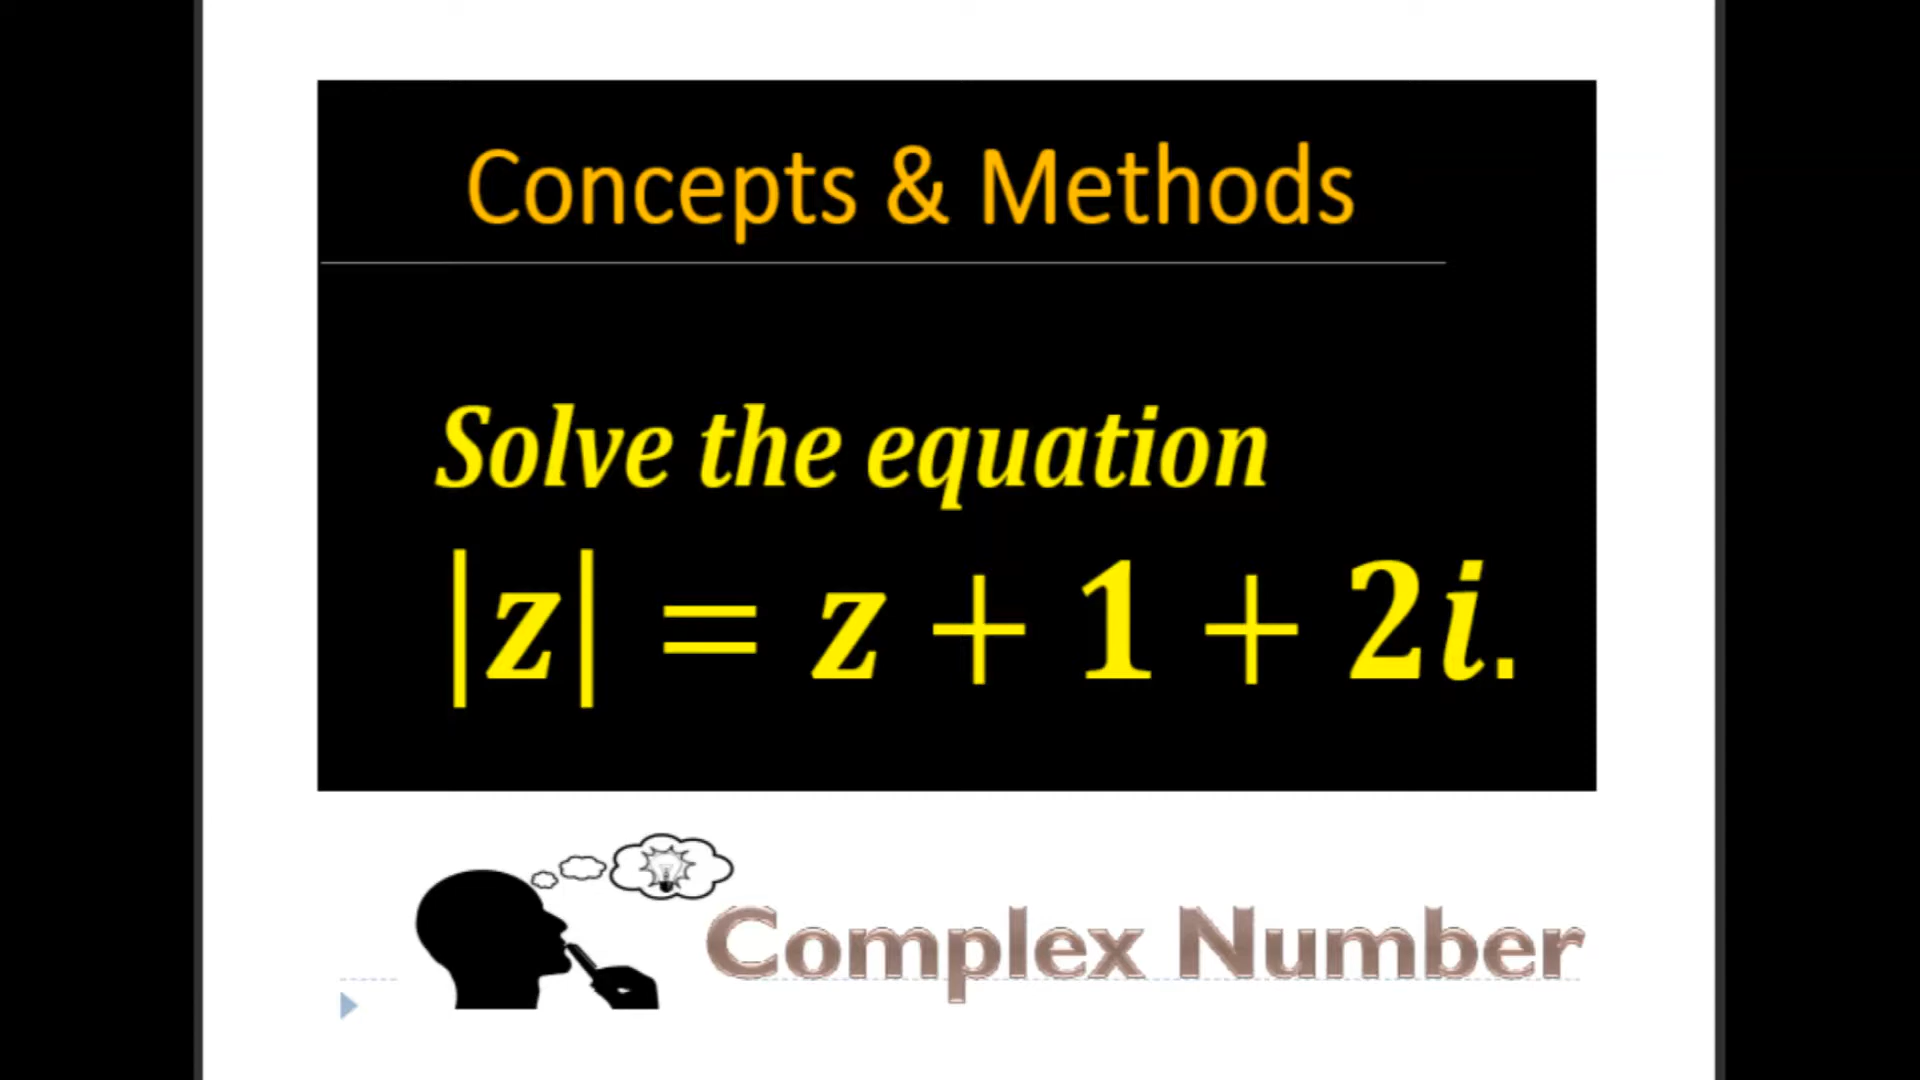 Concepts & Methods
Solve the equation
|z| = z + 1 + 2i.
Complex Number